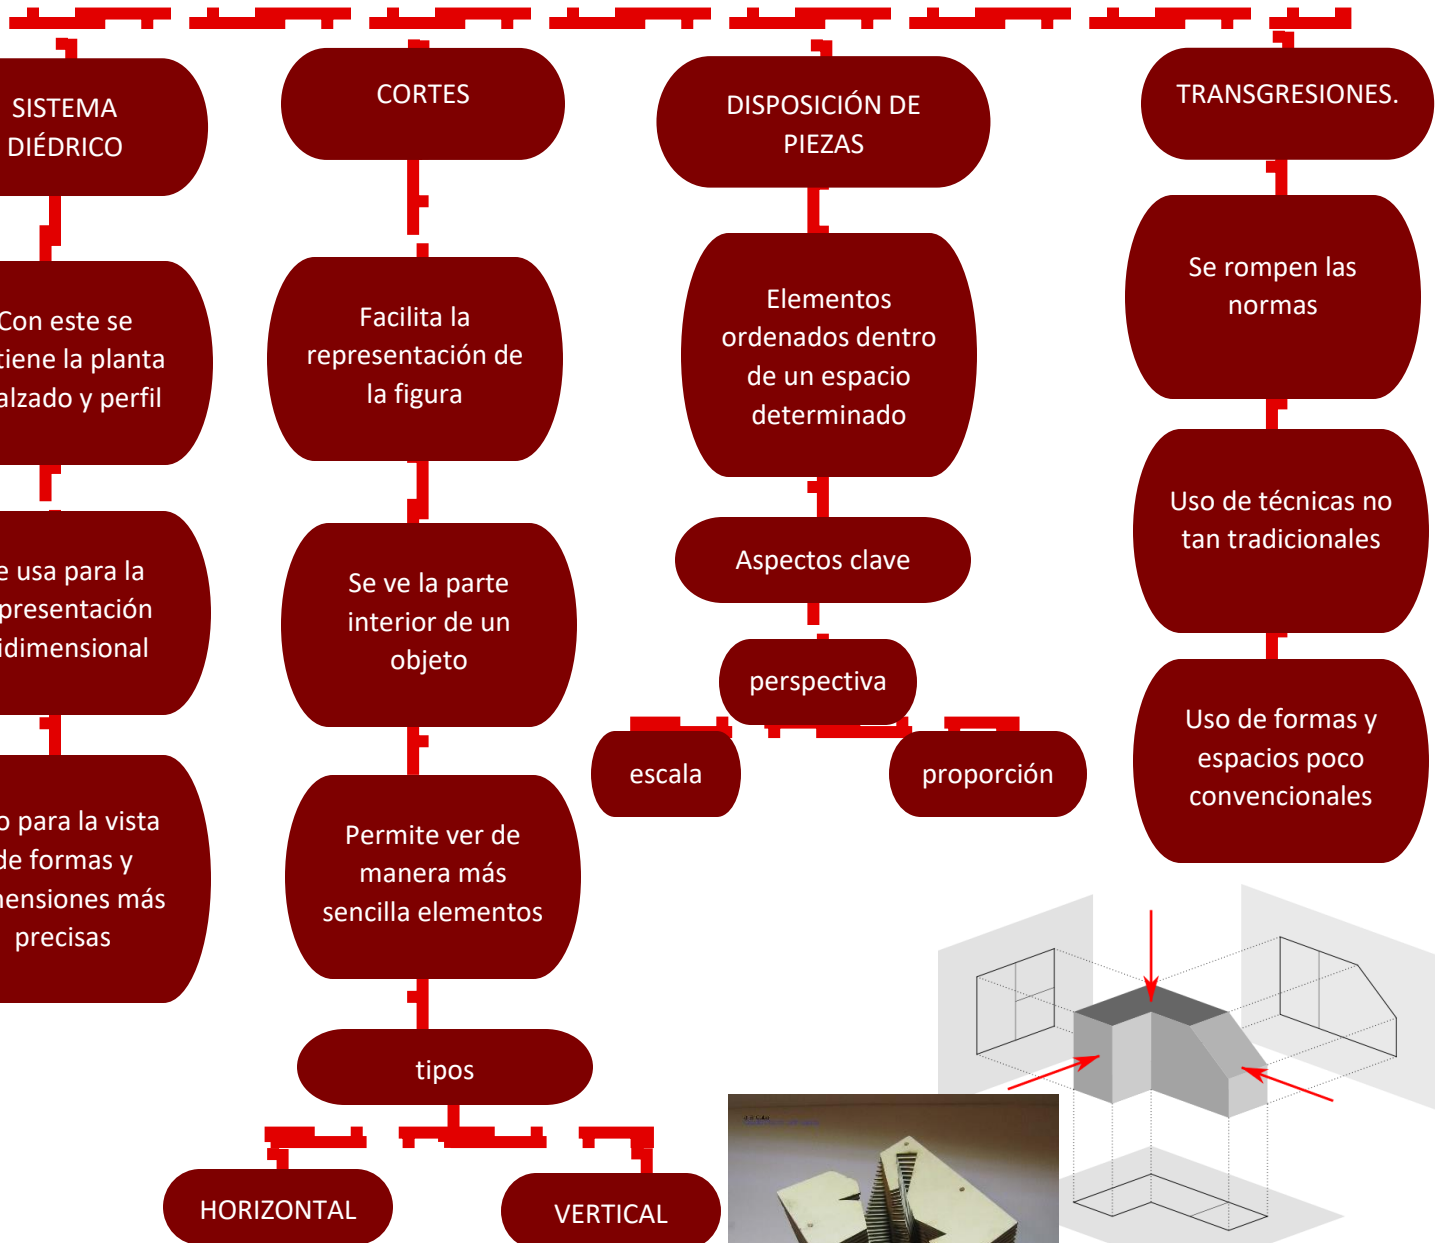 SISTEMA
DIÉDRICO
Con este se
tiene la planta
alzado y perfil
usa para la
para la vista
de formas y
más
precisas
CORTES
Facilita la
representación de
la figura
Se ve la parte
interior de un
objeto
Permite ver de
manera más
sencilla elementos
tipos
HORIZONTAL
VERTICAL
DISPOSICIÓN DE
PIEZAS
Elementos
ordenados dentro
de un espacio
determinado
Aspectos clave
perspectiva
escala
proporción
TRANSGRESIONES.
Se rompen las
normas
Uso de técnicas no
tan tradicionales
Uso de formas y
espacios poco
convencionales